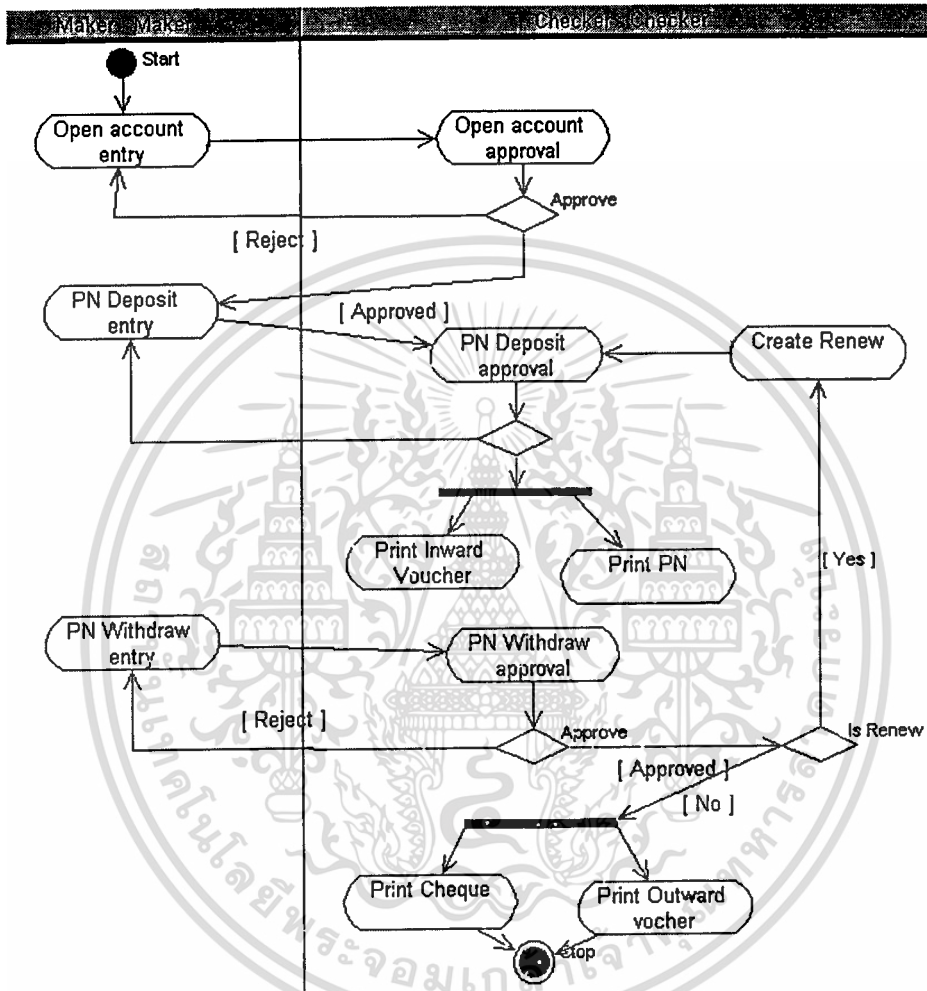 Maker : Maker
Checker : Checker
Start
Open account
entry
Open account
approval
Approve
[ Reject ]
[ Approved ]
PN Deposit
entry
PN Deposit
approval
Create Renew
Print Inward
Voucher
Print PN
[ Yes ]
PN Withdraw
entry
PN Withdraw
approval
[ Reject ]
Approve
Is Renew
[ Approved ]
[ No ]
Print Cheque
Print Outward
vocher
Stop